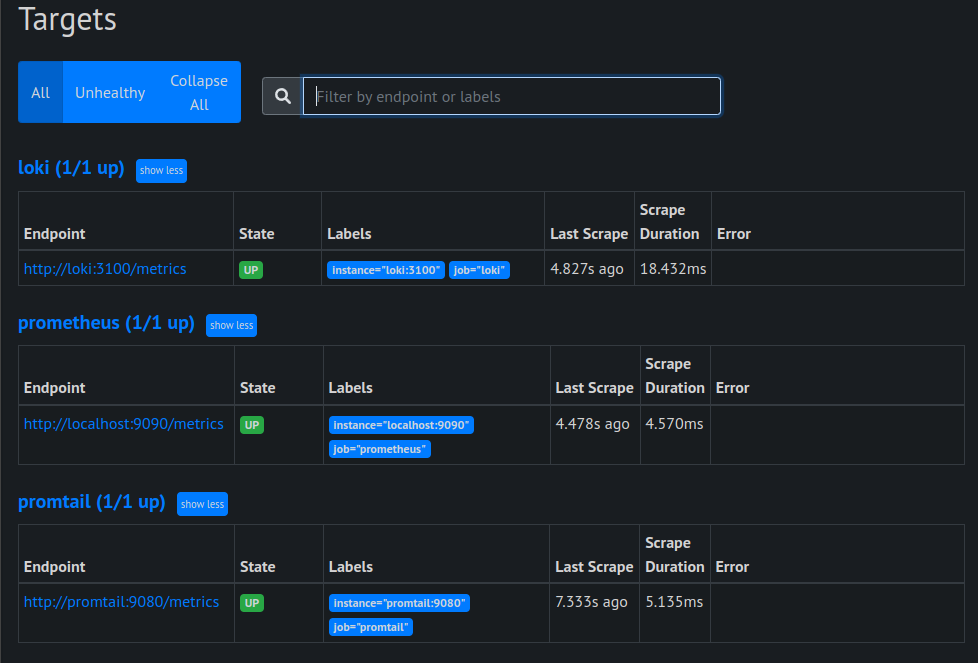 Targets
All Unhealthy Collapse All
Filter by endpoint or labels
loki (1/1 up) show less
Endpoint State Labels Last Scrape Scrape Duration Error
http://loki:3100/metrics UP instance="loki:3100" job="loki" 4.827s ago 18.432ms
prometheus (1/1 up) show less
Endpoint State Labels Last Scrape Scrape Duration Error
http://localhost:9090/metrics UP instance="localhost:9090" 4.478s ago 4.570ms
job="prometheus"
promtail (1/1 up) show less
Endpoint State Labels Last Scrape Scrape Duration Error
http://promtail:9080/metrics UP instance="promtail:9080" 7.333s ago 5.135ms
job="promtail"